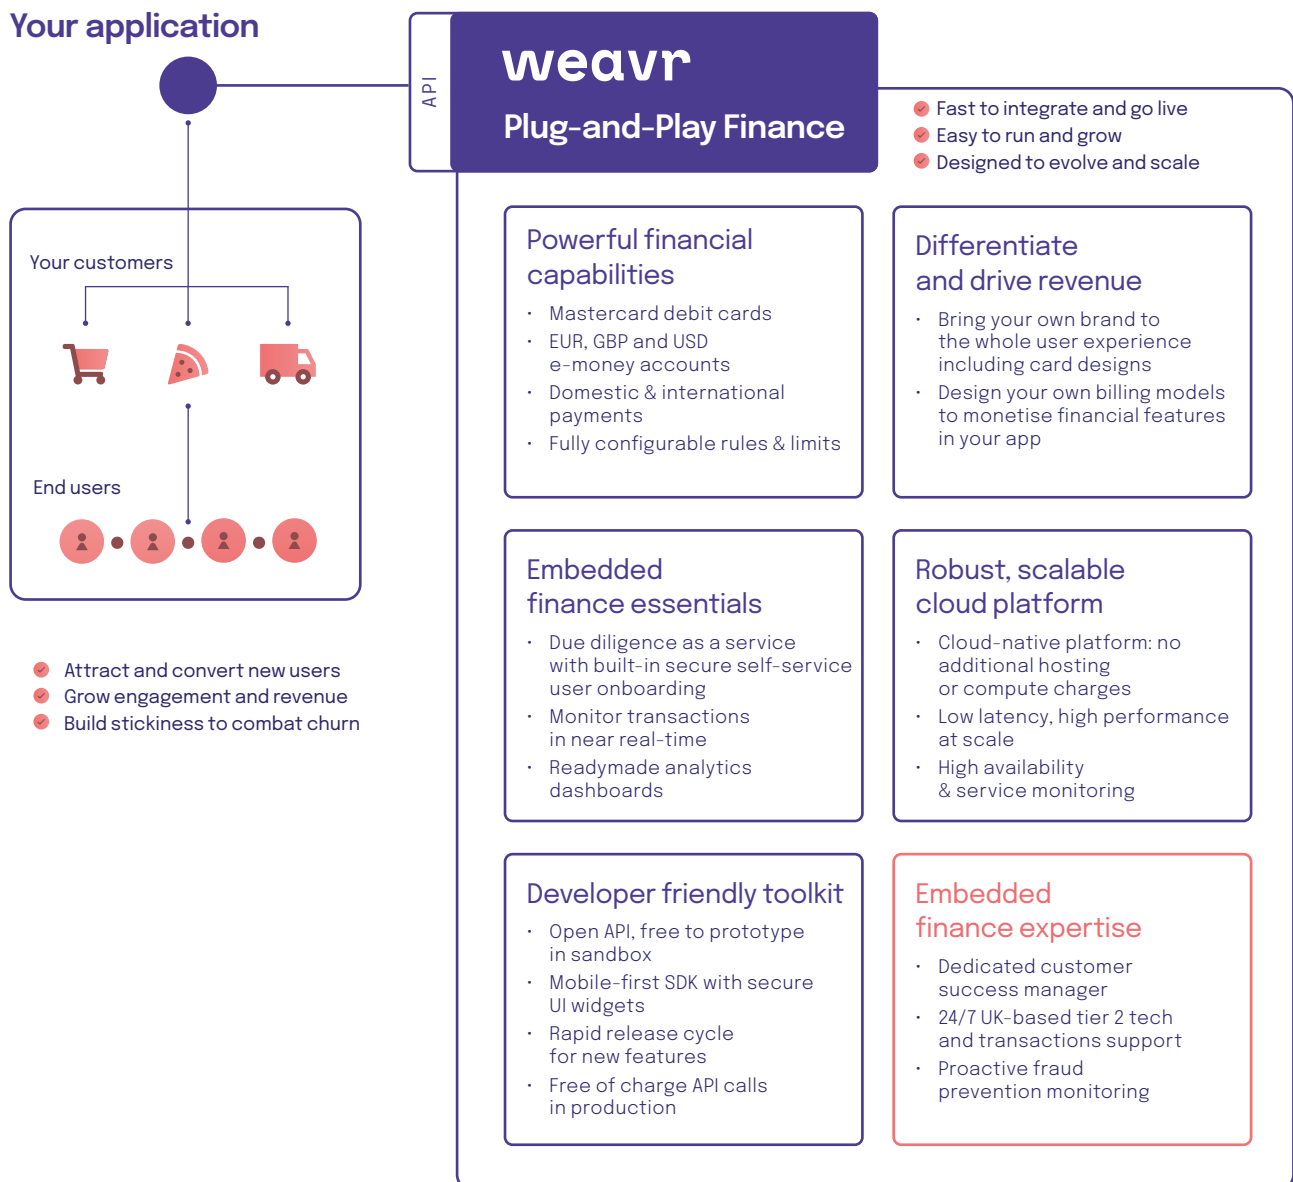 Your application
Your customers
End users
Attract and convert new users
Grow engagement and revenue
Build stickiness to combat churn
API
weavr
Plug-and-Play Finance
Fast to integrate and go live
Easy to run and grow
Designed to evolve and scale
Powerful financial
capabilities
· Mastercard debit cards
· EUR, GBP and USD
e-money accounts
· Domestic & international
payments
· Fully configurable rules & limits
Differentiate
and drive revenue
· Bring your own brand to
the whole user experience
including card designs
· Design your own billing models
to monetise financial features
in your app
Embedded
finance essentials
· Due diligence as a service
with built-in secure self-service
user onboarding
· Monitor transactions
in near real-time
· Readymade analytics
dashboards
Robust, scalable
cloud platform
· Cloud-native platform: no
additional hosting
or compute charges
· Low latency, high performance
at scale
· High availability
& service monitoring
Developer friendly toolkit
· Open API, free to prototype
in sandbox
· Mobile-first SDK with secure
UI widgets
· Rapid release cycle
for new features
· Free of charge API calls
in production
Embedded
finance expertise
· Dedicated customer
success manager
· 24/7 UK-based tier 2 tech
and transactions support
· Proactive fraud
prevention monitoring